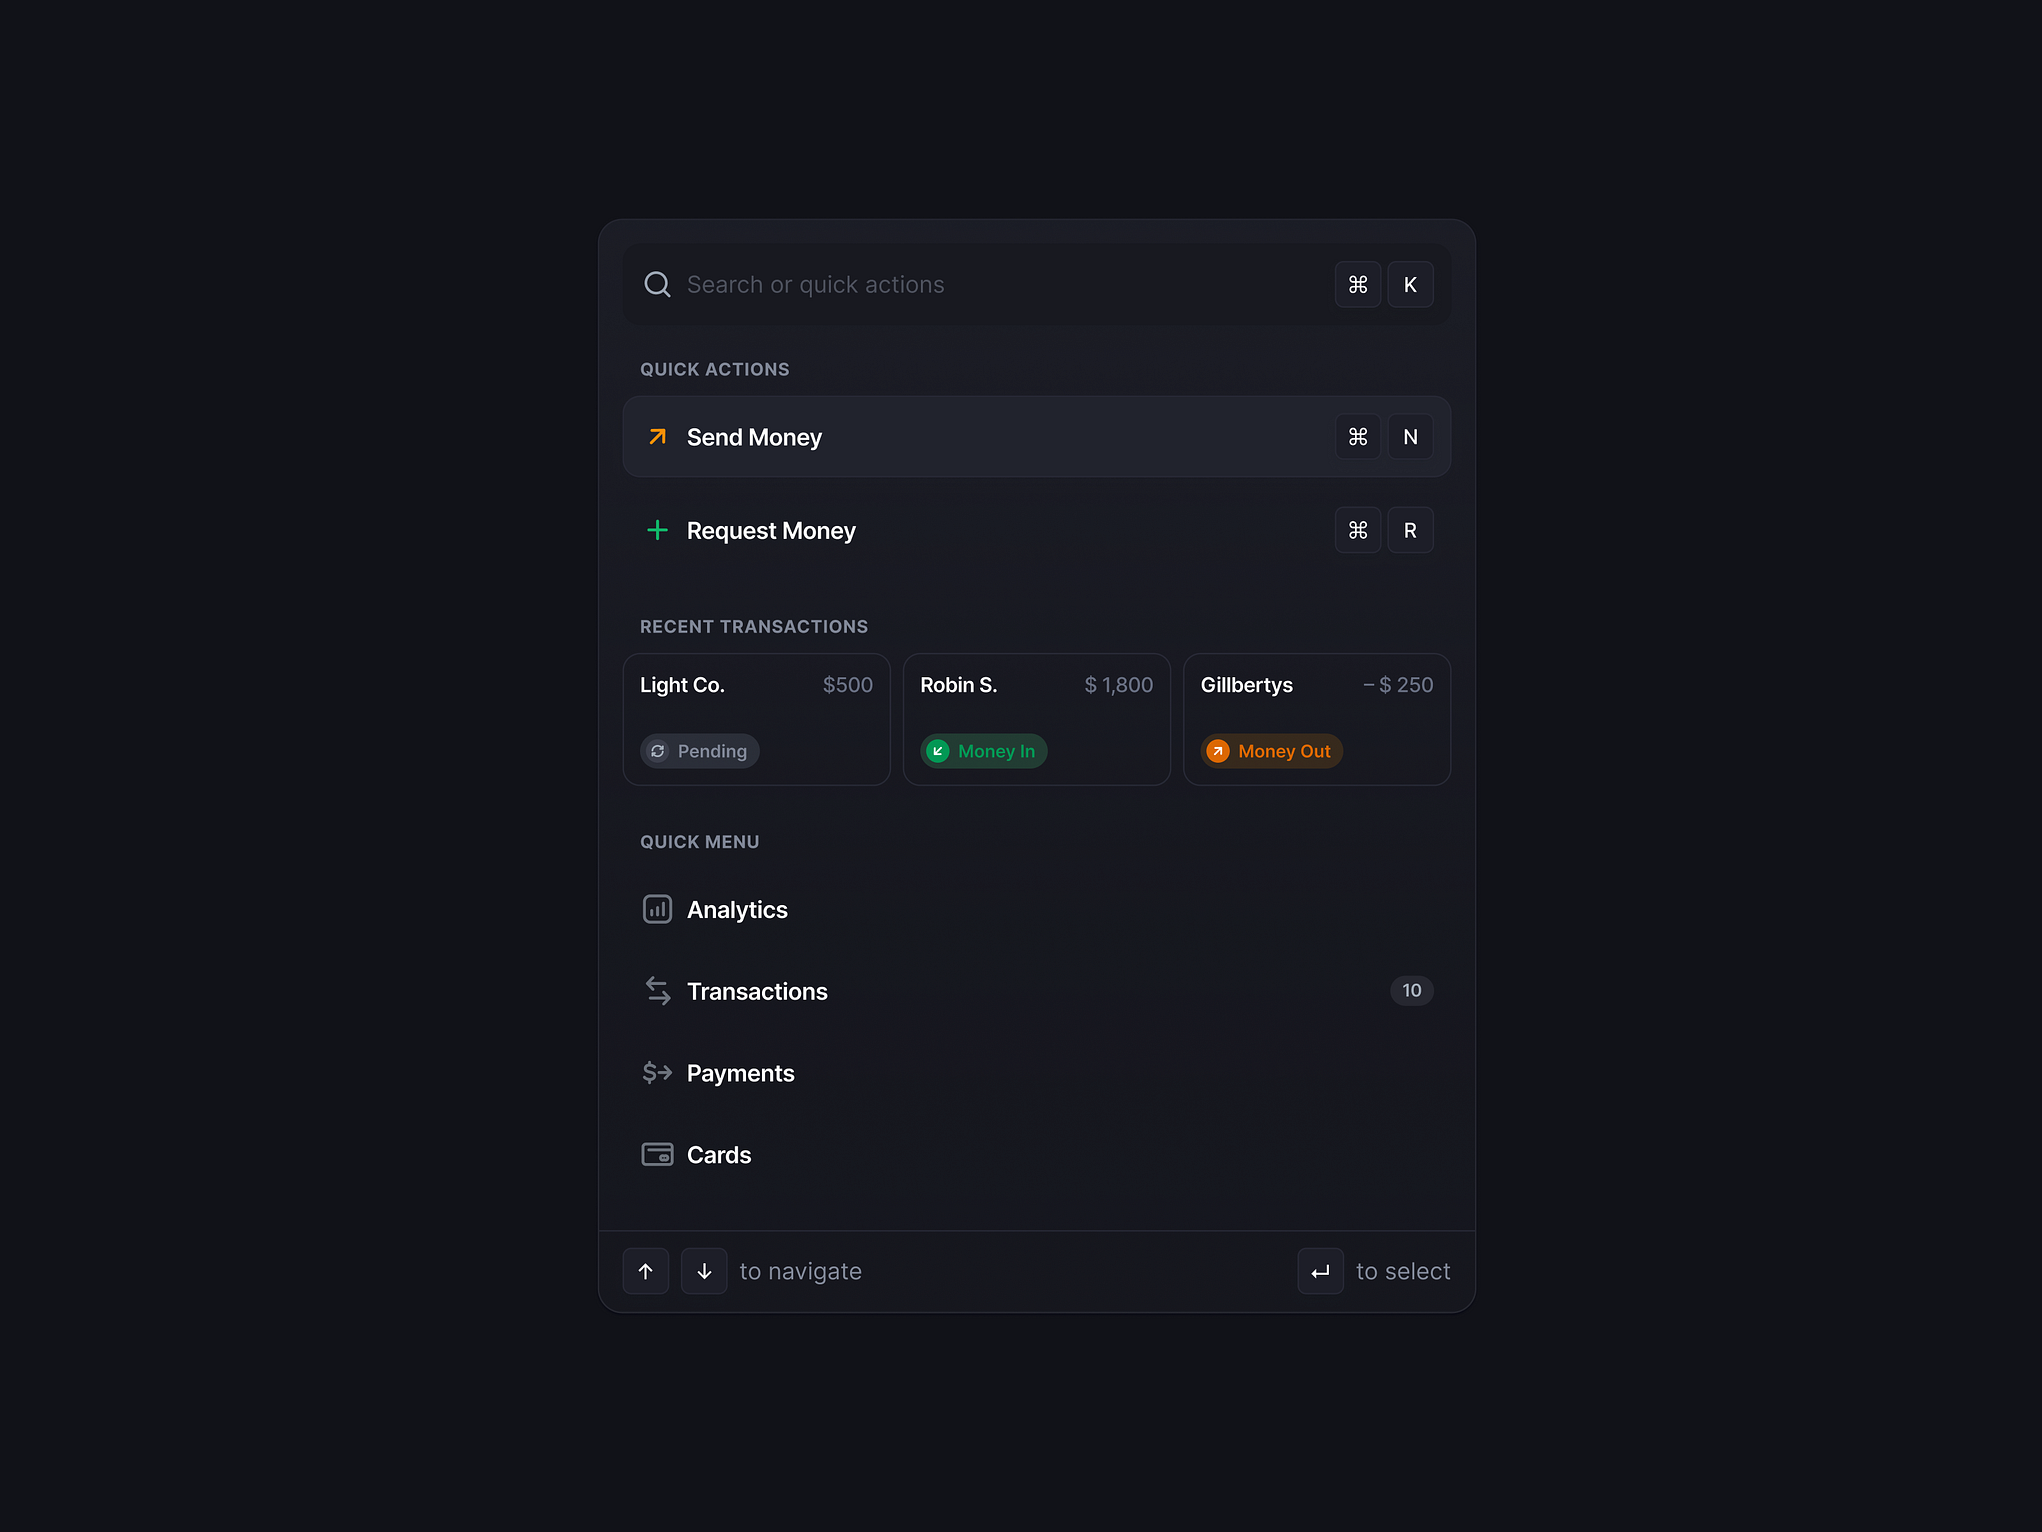 Search or quick actions ⌘ K
QUICK ACTIONS
Send Money ⌘ N
Request Money ⌘ R
RECENT TRANSACTIONS
Light Co. $500
Pending
Robin S. $ 1,800
Money In
Gillbertys – $ 250
Money Out
QUICK MENU
Analytics
Transactions 10
Payments
Cards
↑ ↓ to navigate
↵ to select